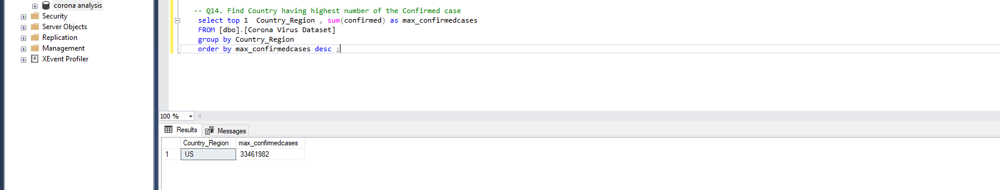 corona analysis
Security
Server Objects
Replication
Management
XEvent Profiler
-- Q14. Find Country having highest number of the Confirmed case
select top 1  Country_Region , sum(confirmed) as max_confirmedcases
FROM [dbo].[Corona Virus Dataset]
group by Country_Region
order by max_confirmedcases desc ;
100 %
Results Messages
Country_Region max_confirmedcases
1 US 33461982